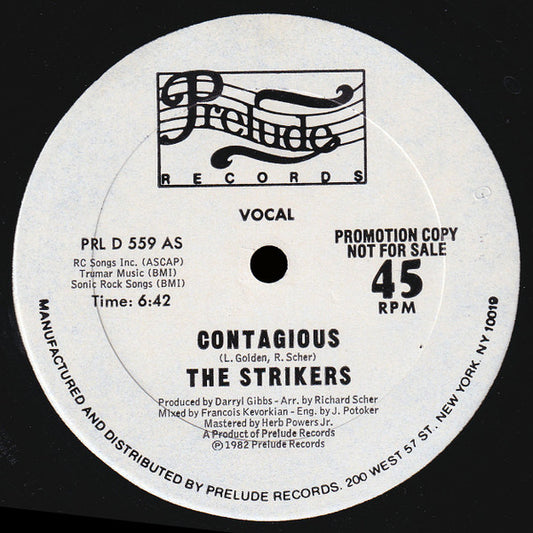 Prelude
RECORDS
VOCAL
PRL D 559 AS
RC Songs Inc. (ASCAP)
Trumar Music (BMI)
Sonic Rock Songs (BMI)
Time: 6:42
PROMOTION COPY
NOT FOR SALE
45
RPM
CONTAGIOUS
(L. Golden, R. Scher)
THE STRIKERS
Produced by Darryl Gibbs - Arr. by Richard Scher
Mixed by Francois Kevorkian - Eng. by J. Potoker
Mastered by Herb Powers Jr.
A Product of Prelude Records
℗ 1982 Prelude Records
MANUFACTURED AND DISTRIBUTED BY PRELUDE RECORDS. 200 WEST 57 ST., NEW YORK. NY 10019